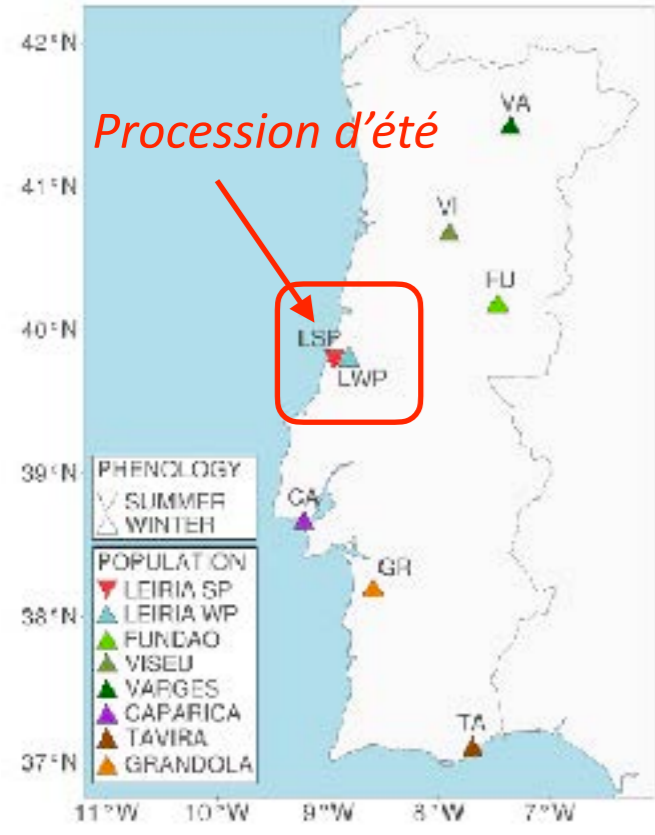 42°N
VA
Procession d'été
41°N
VI
FU
40°N
LSP
LWP
39°N
PHENOLOGY
SUMMER
WINTER
CA
POPULATION
LEIRIA SP
LEIRIA WP
FUNDAO
VISEU
VARGES
CAPARICA
TAVIRA
GRANDOLA
GR
38°N
TA
37°N
11°W 10°W 9°W 8°W 7°W